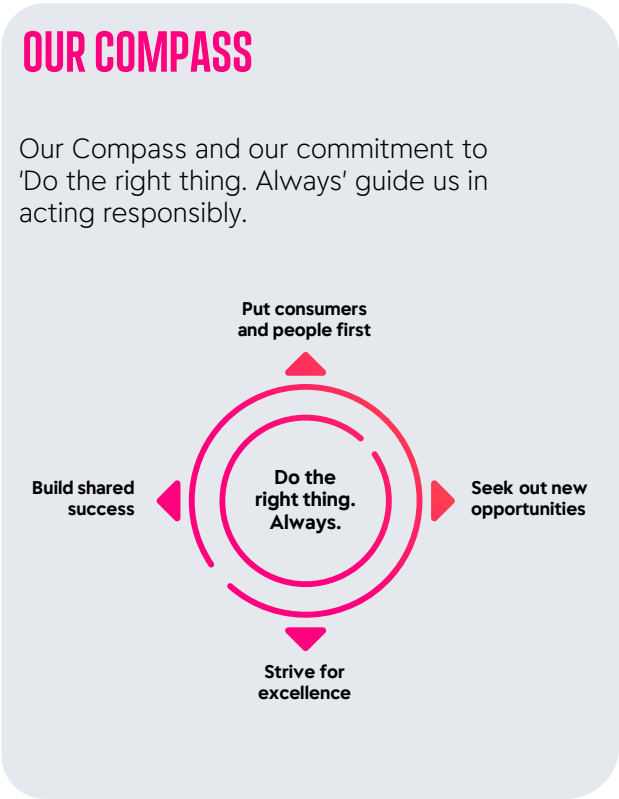 OUR COMPASS
Our Compass and our commitment to
‘Do the right thing. Always’ guide us in
acting responsibly.
Put consumers
and people first
Build shared
success
Do the
right thing.
Always.
Seek out new
opportunities
Strive for
excellence